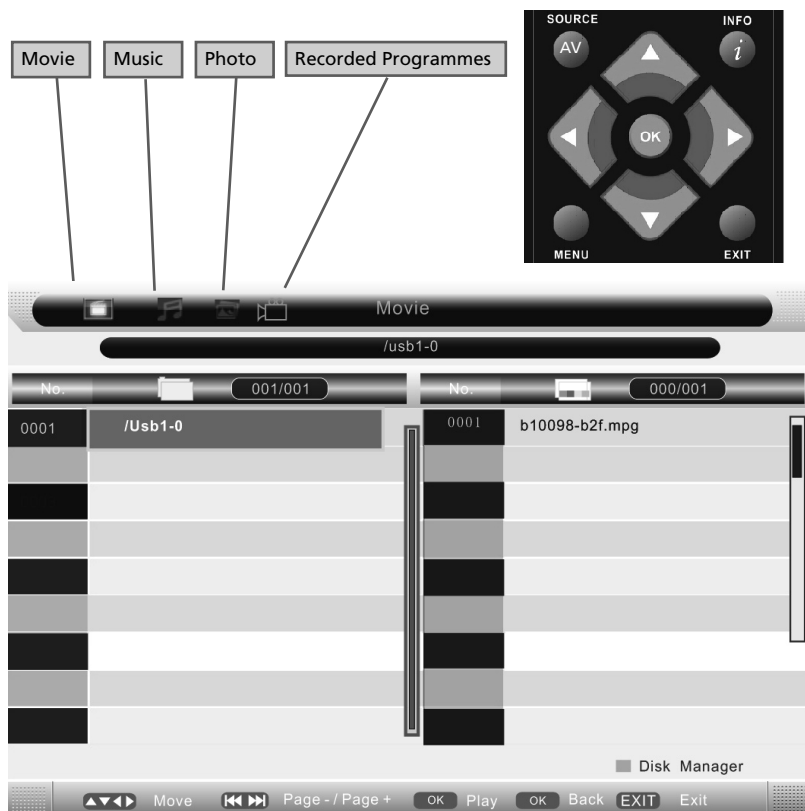 SOURCE INFO
AV i
Movie Music Photo Recorded Programmes
OK
MENU EXIT
Movie
/usb1-0
No. 001/001 No. 000/001
0001 /Usb1-0 0001 b10098-b2f.mpg
Disk Manager
Move Page - / Page + OK Play OK Back EXIT Exit